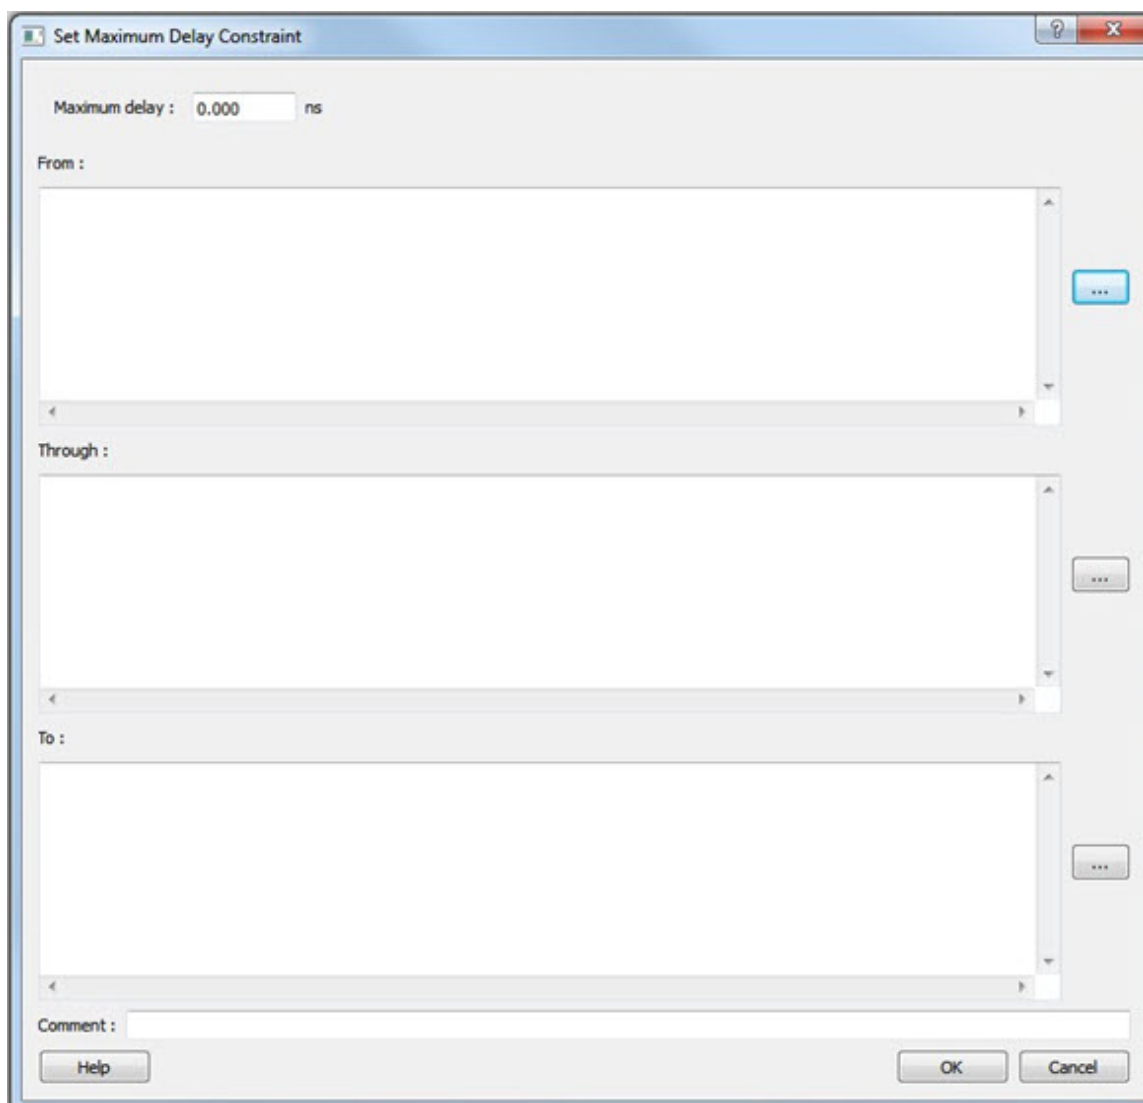 Set Maximum Delay Constraint
?
Maximum delay : 0.000 ns
From :
...
Through :
...
To :
...
Comment :
Help OK Cancel